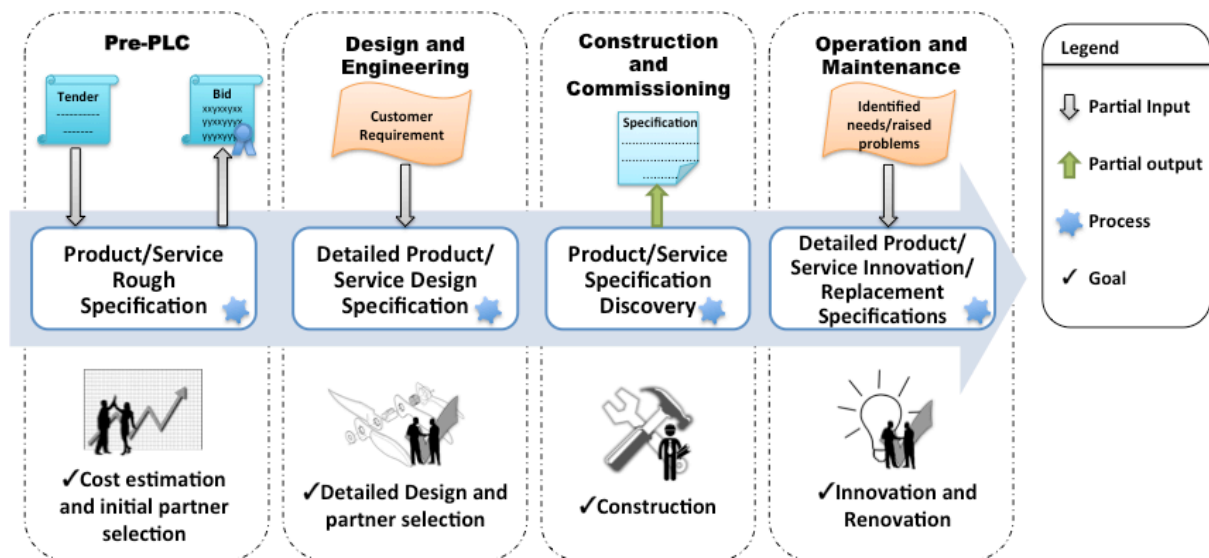 Pre-PLC
Tender
----------
-------
Bid
xxyxxyxx
yyxxyyyx
yyyxyyyx
Product/Service
Rough
Specification
✓Cost estimation
and initial partner
selection
Design and
Engineering
Customer
Requirement
Detailed Product/
Service Design
Specification
✓Detailed Design and
partner selection
Construction
and
Commissioning
Specification
Product/Service
Specification
Discovery
✓Construction
Operation and
Maintenance
Identified
needs/raised
problems
Detailed Product/
Service Innovation/
Replacement
Specifications
✓Innovation and
Renovation
Legend
Partial Input
Partial output
Process
✓ Goal